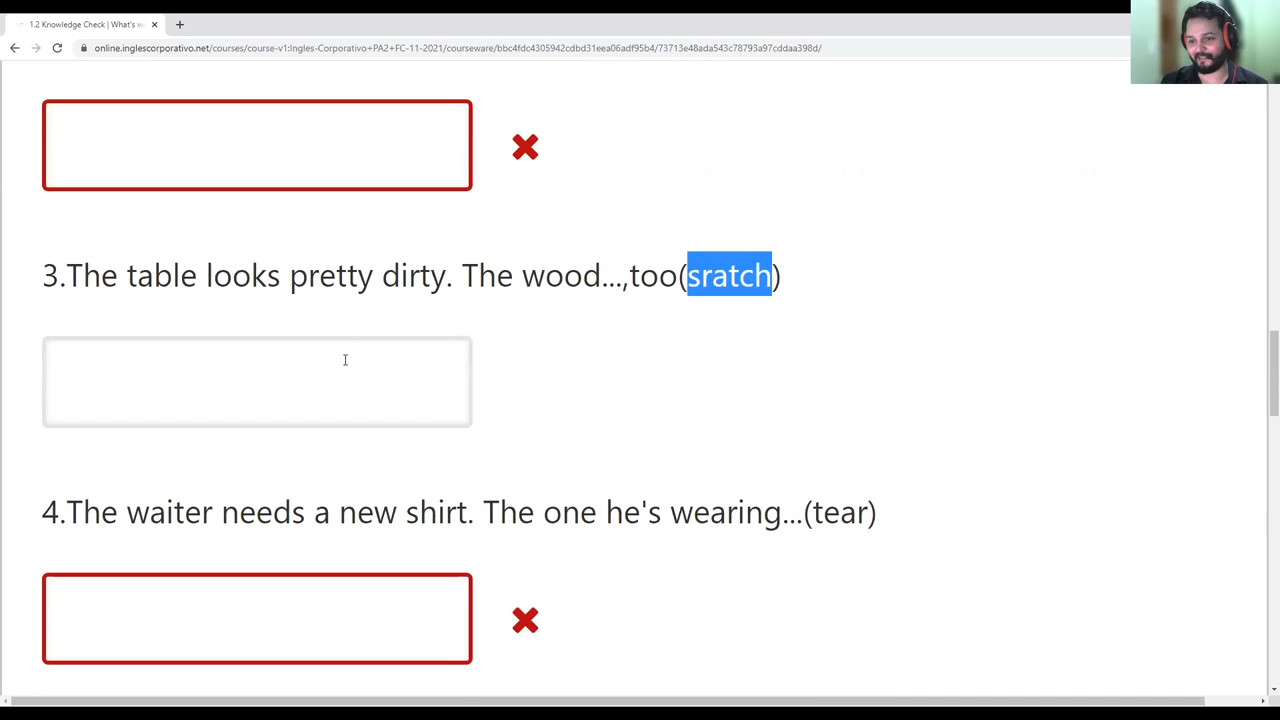 1.2 Knowledge Check | What's w
online.inglescorporativo.net/courses/course-v1:Ingles-Corporativo+PA2+FC-11-2021/courseware/bbc4fdc4305942cdbd31eea06adf95b4/73713e48ada543c78793a97cddaa398d/
3.The table looks pretty dirty. The wood...,too(sratch)
4.The waiter needs a new shirt. The one he's wearing...(tear)